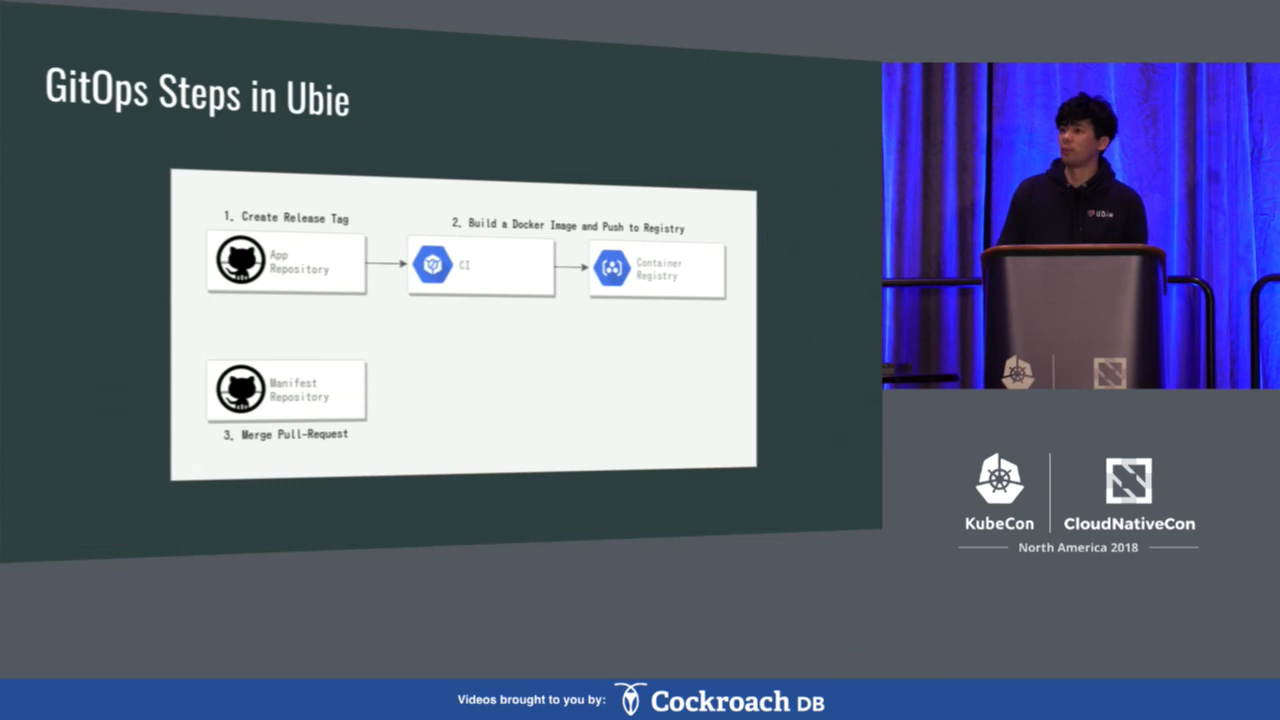 GitOps Steps in Ubie
1. Create Release Tag
2. Build a Docker Image and Push to Registry
App
Repository
CI
Container
Registry
Manifest
Repository
3. Merge Pull-Request
Ubie
KubeCon
CloudNativeCon
North America 2018
Videos brought to you by:
Cockroach DB